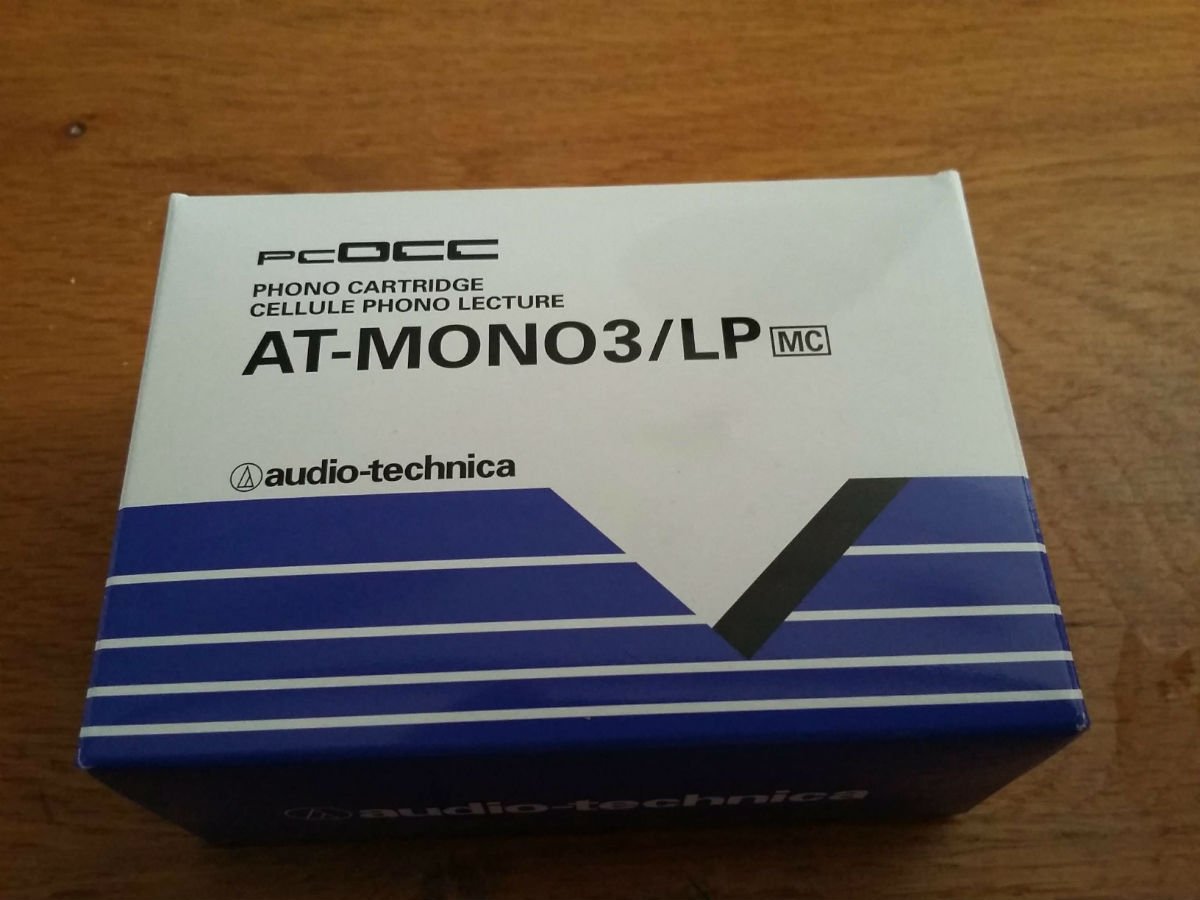 PCOCC
PHONO CARTRIDGE
CELLULE PHONO LECTURE
AT-MONO3/LP MC
audio-technica
audio-technica